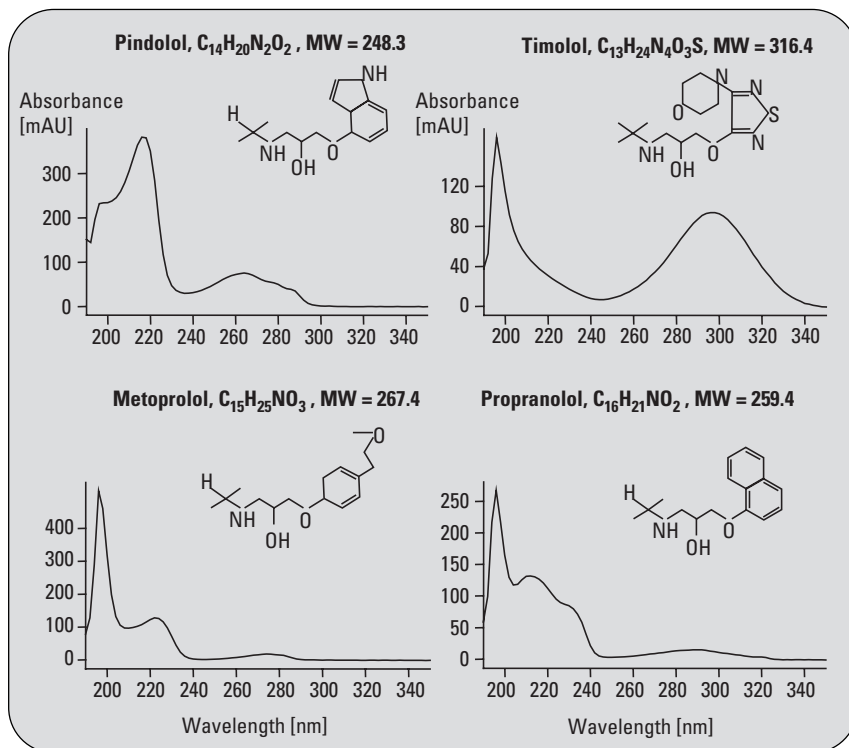 Pindolol, C14H20N2O2 , MW = 248.3
NH
Absorbance
[mAU]
H
NH
OH
O
300
200
100
0
200 220 240 260 280 300 320 340
Timolol, C13H24N4O3S, MW = 316.4
N
N
O
S
N
NH
OH
O
120
80
40
0
200 220 240 260 280 300 320 340
Metoprolol, C15H25NO3 , MW = 267.4
O
H
NH
OH
O
400
300
200
100
0
200 220 240 260 280 300 320 340
Wavelength [nm]
Propranolol, C16H21NO2 , MW = 259.4
H
NH
OH
O
250
200
150
100
50
0
200 220 240 260 280 300 320 340
Wavelength [nm]